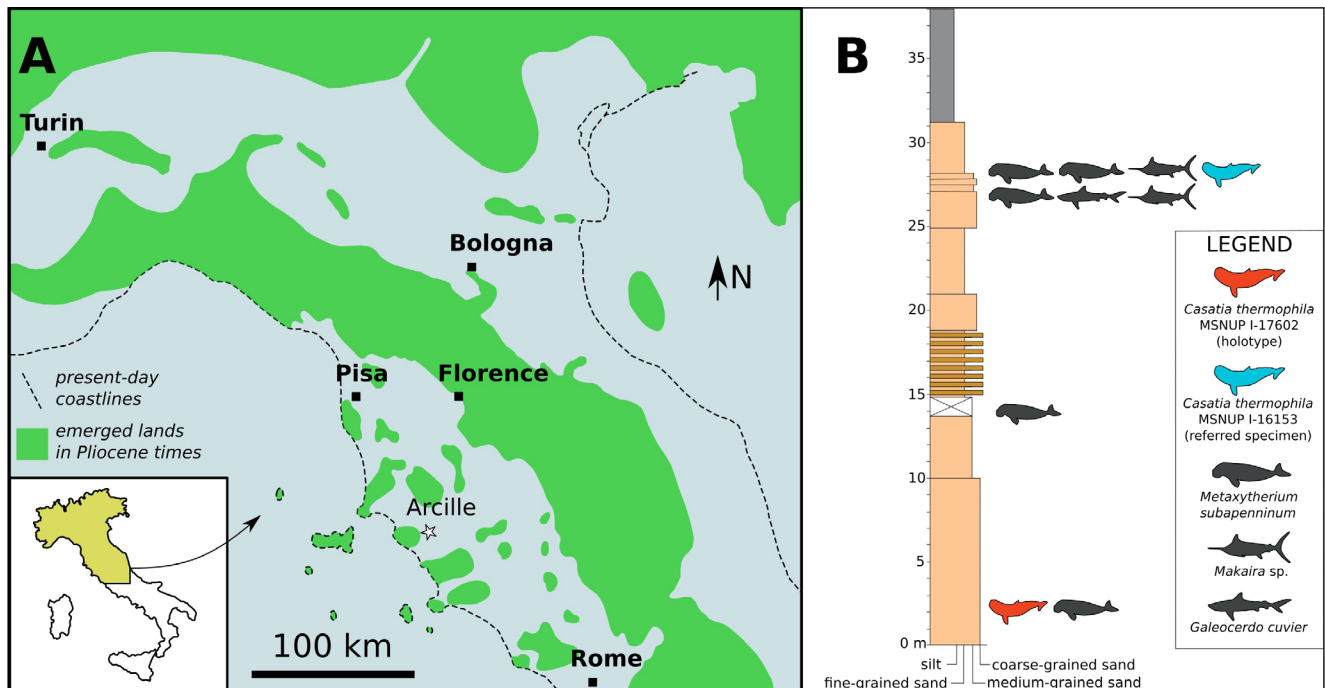 A
Turin
Bologna
N
Pisa
Florence
present-day
coastlines
emerged lands
in Pliocene times
Arcille
100 km
Rome
B
35
30
25
20
15
10
5
0 m
silt
fine-grained sand
coarse-grained sand
medium-grained sand
LEGEND
Casatia thermophila
MSNUP I-17602
(holotype)
Casatia thermophila
MSNUP I-16153
(referred specimen)
Metaxytherium
subapenninum
Makaira sp.
Galeocerdo cuvier